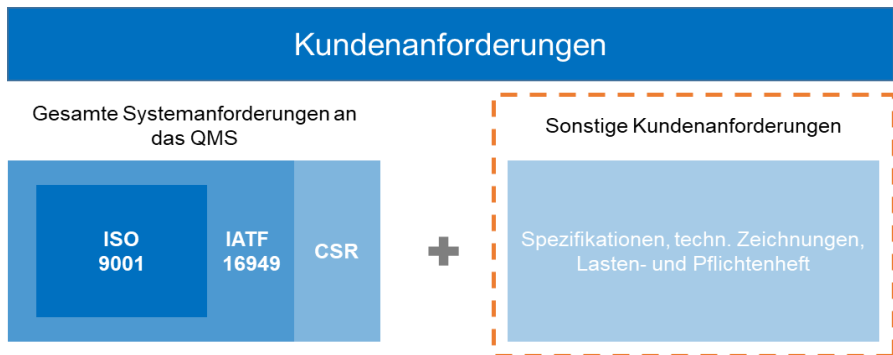 Kundenanforderungen
Gesamte Systemanforderungen an
das QMS
ISO
9001
IATF
16949
CSR
Sonstige Kundenanforderungen
Spezifikationen, techn. Zeichnungen,
Lasten- und Pflichtenheft